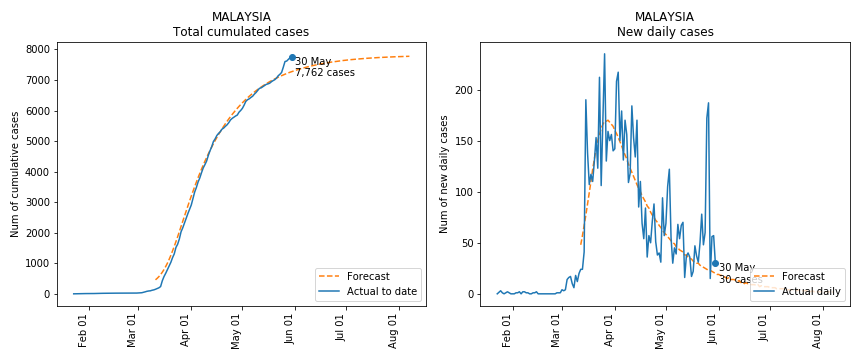 MALAYSIA
Total cumulated cases
Num of cumulative cases
8000
7000
6000
5000
4000
3000
2000
1000
0
30 May
7,762 cases
Forecast
Actual to date
Feb 01
Mar 01
Apr 01
May 01
Jun 01
Jul 01
Aug 01
MALAYSIA
New daily cases
Num of new daily cases
200
150
100
50
0
30 May
30 cases
Forecast
Actual daily
Feb 01
Mar 01
Apr 01
May 01
Jun 01
Jul 01
Aug 01